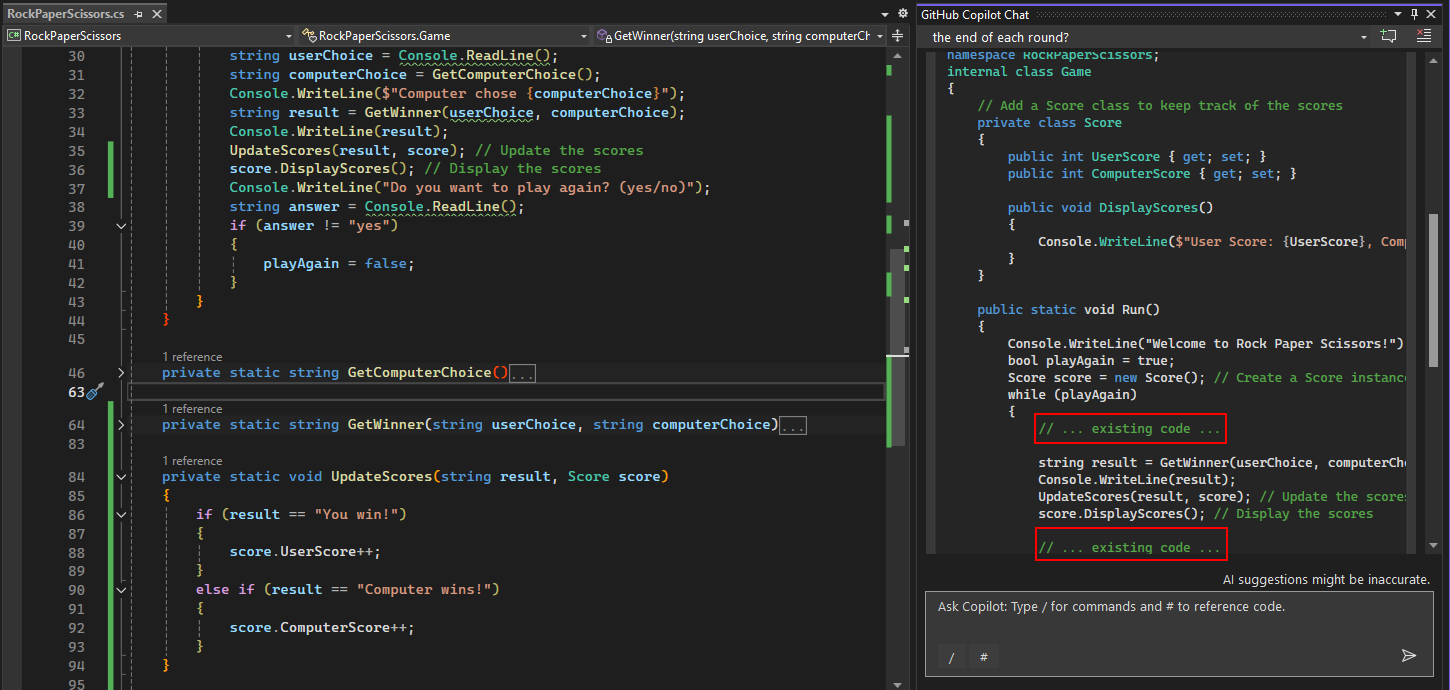 RockPaperScissors.cs
RockPaperScissors
RockPaperScissors.Game
GetWinner(string userChoice, string computerCh
30 string userChoice = Console.ReadLine();
31 string computerChoice = GetComputerChoice();
32 Console.WriteLine($"Computer chose {computerChoice}");
33 string result = GetWinner(userChoice, computerChoice);
34 Console.WriteLine(result);
35 UpdateScores(result, score); // Update the scores
36 score.DisplayScores(); // Display the scores
37 Console.WriteLine("Do you want to play again? (yes/no)");
38 string answer = Console.ReadLine();
39 if (answer != "yes")
40 {
41 playAgain = false;
42 }
43 }
44 }
45
1 reference
46 private static string GetComputerChoice()...
63
1 reference
64 private static string GetWinner(string userChoice, string computerChoice)...
83
1 reference
84 private static void UpdateScores(string result, Score score)
85 {
86 if (result == "You win!")
87 {
88 score.UserScore++;
89 }
90 else if (result == "Computer wins!")
91 {
92 score.ComputerScore++;
93 }
94 }
95
GitHub Copilot Chat
the end of each round?
namespace RockPaperScissors;
internal class Game
{
// Add a Score class to keep track of the scores
private class Score
{
public int UserScore { get; set; }
public int ComputerScore { get; set; }
public void DisplayScores()
{
Console.WriteLine($"User Score: {UserScore}, Comp
}
}
public static void Run()
{
Console.WriteLine("Welcome to Rock Paper Scissors!")
bool playAgain = true;
Score score = new Score(); // Create a Score instance
while (playAgain)
{
// ... existing code ...
string result = GetWinner(userChoice, computerCho
Console.WriteLine(result);
UpdateScores(result, score); // Update the scores
score.DisplayScores(); // Display the scores
// ... existing code ...
AI suggestions might be inaccurate.
Ask Copilot: Type / for commands and # to reference code.
/ #